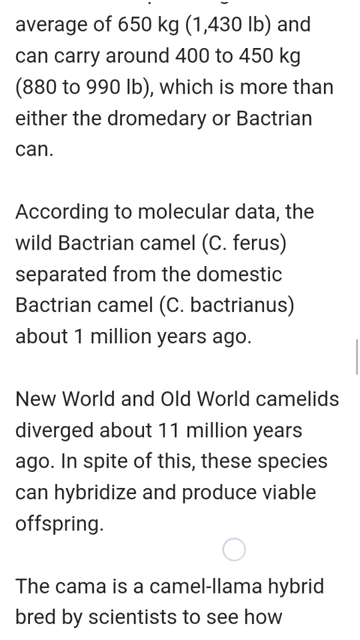 average of 650 kg (1,430 lb) and
can carry around 400 to 450 kg
(880 to 990 lb), which is more than
either the dromedary or Bactrian
can.
According to molecular data, the
wild Bactrian camel (C. ferus)
separated from the domestic
Bactrian camel (C. bactrianus)
about 1 million years ago.
New World and Old World camelids
diverged about 11 million years
ago. In spite of this, these species
can hybridize and produce viable
offspring.
The cama is a camel-llama hybrid
bred by scientists to see how